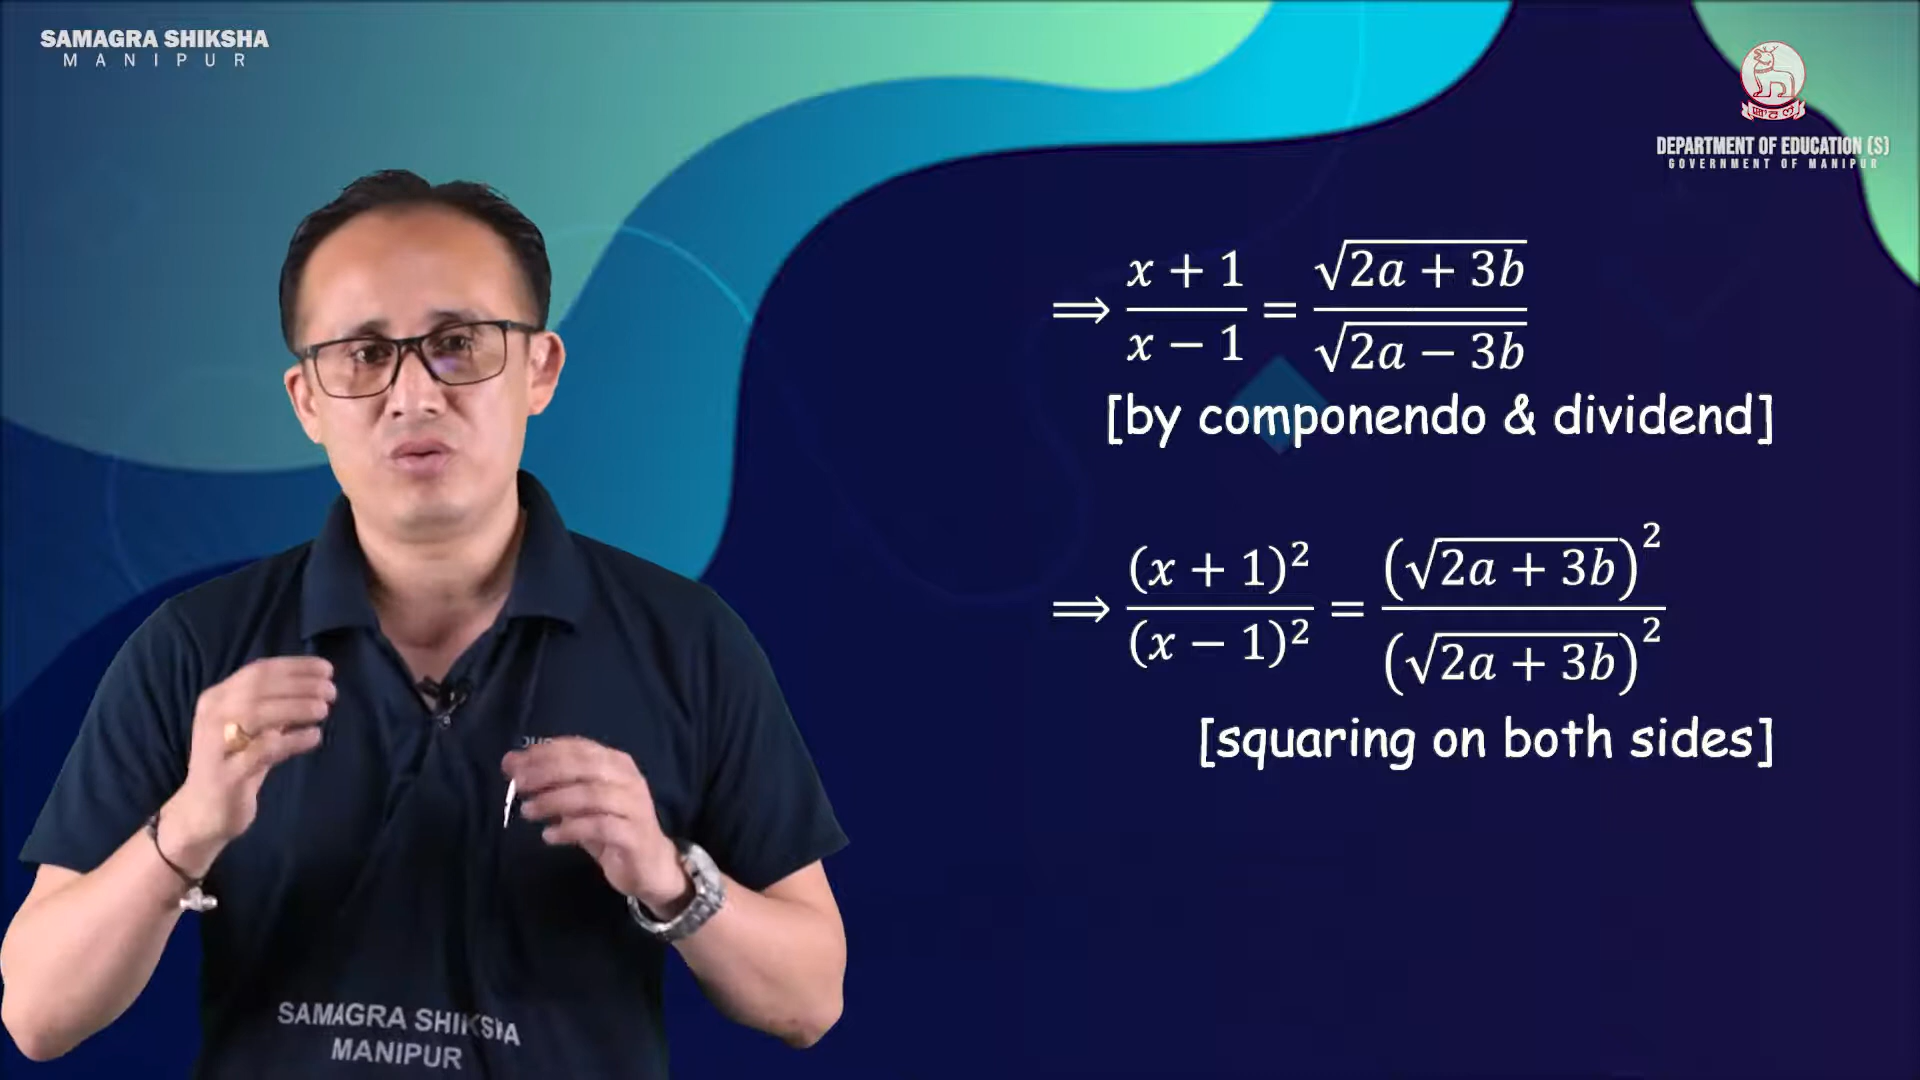 SAMAGRA SHIKSHA
MANIPUR
DEPARTMENT OF EDUCATION (S)
GOVERNMENT OF MANIPUR
⟹ (x + 1)/(x − 1) = √(2a + 3b)/√(2a − 3b)
[by componendo & dividend]
⟹ (x + 1)²/(x − 1)² = (√(2a + 3b))²/(√(2a + 3b))²
[squaring on both sides]
SAMAGRA SHIKSHA
MANIPUR